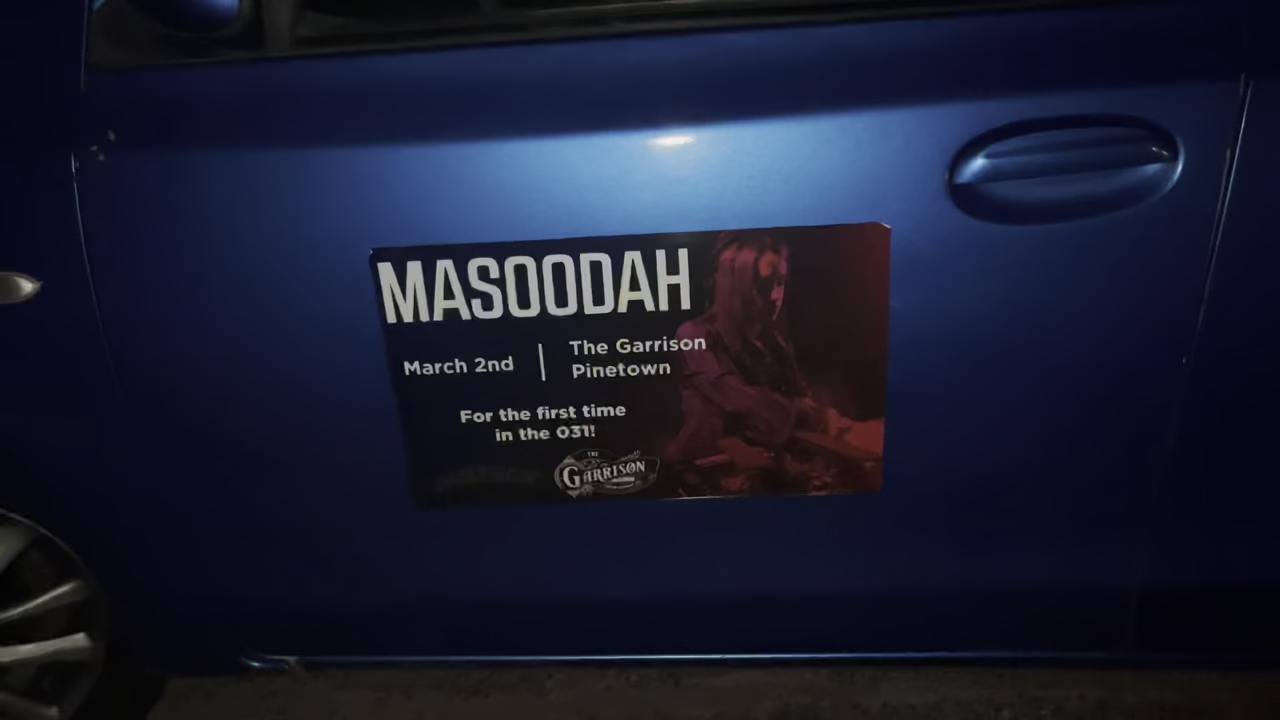 MASOODAH
March 2nd
The Garrison
Pinetown
For the first time
in the 031!
THE
GARRISON